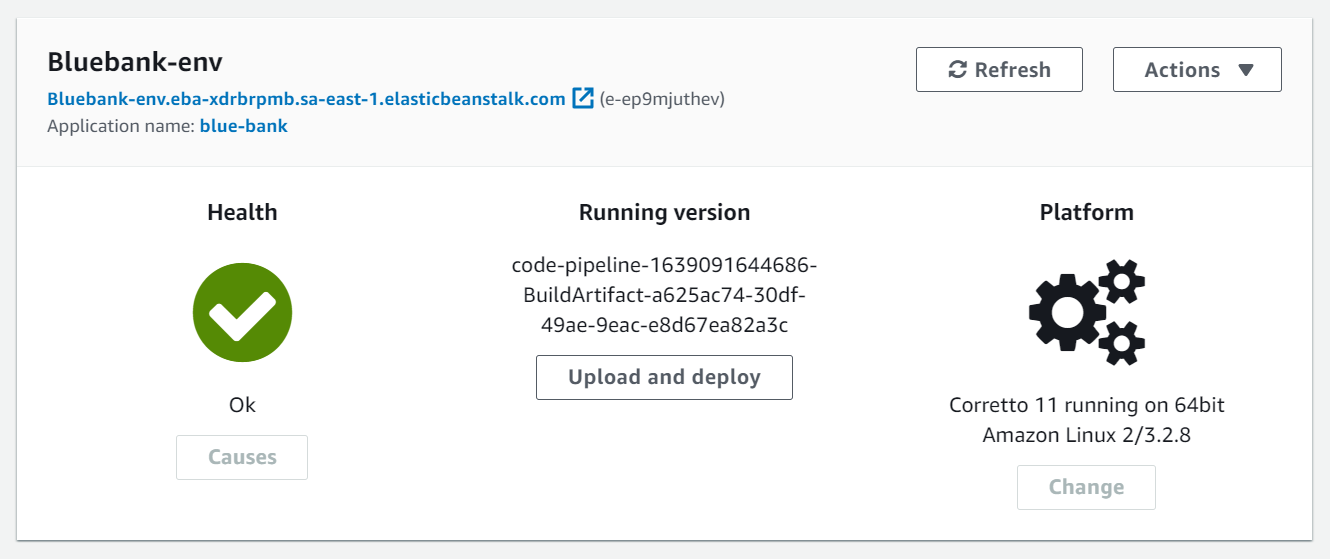 Bluebank-env
Refresh
Actions
Bluebank-env.eba-xdrbrpmb.sa-east-1.elasticbeanstalk.com (e-ep9mjuthev)
Application name: blue-bank
Health
Ok
Causes
Running version
code-pipeline-1639091644686-
BuildArtifact-a625ac74-30df-
49ae-9eac-e8d67ea82a3c
Upload and deploy
Platform
Corretto 11 running on 64bit
Amazon Linux 2/3.2.8
Change